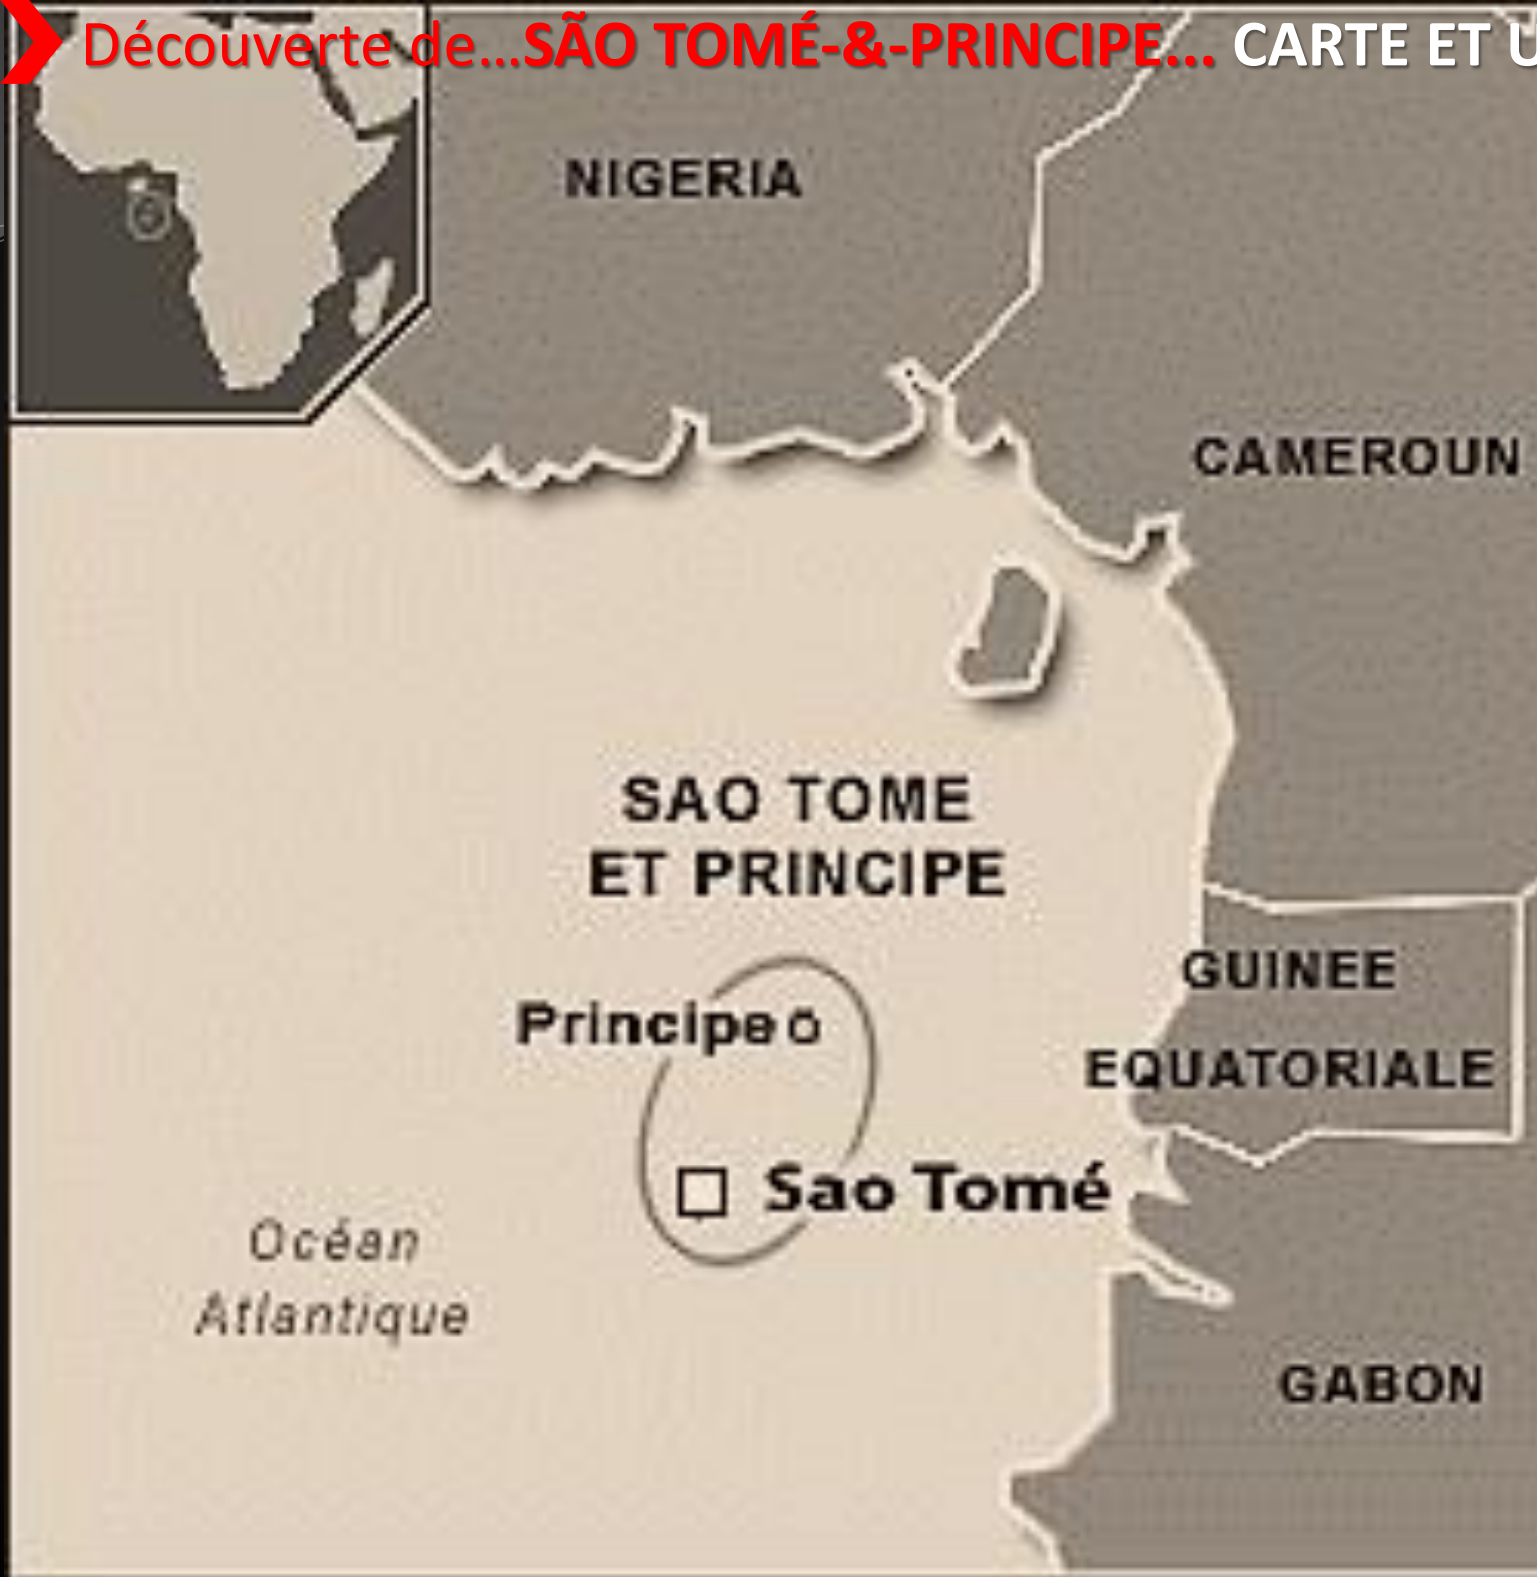 Découverte de...SÃO TOMÉ-&-PRINCIPE... CARTE ET U
NIGERIA
CAMEROUN
SAO TOME
ET PRINCIPE
GUINEE
EQUATORIALE
Principe
Sao Tomé
Océan
Atlantique
GABON